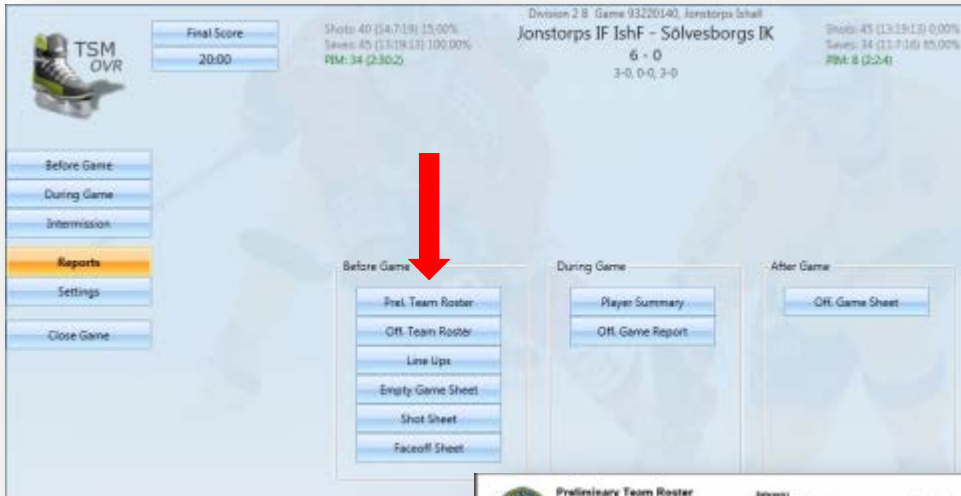 TSM
OVR
Final Score
20:00
Shots: 40 (14:7:19) 15,00%
Saves: 45 (13:19:13) 100,00%
PIM: 34 (2:30:2)
Division 2 B Game 93220140, Jonstorps Ishall
Jonstorps IF IshF - Sölvesborgs IK
6 - 0
3-0, 0-0, 3-0
Shots: 45 (13:19:13) 0,00%
Saves: 34 (11:7:16) 85,00%
PIM: 8 (2:2:4)
Before Game
During Game
Intermission
Reports
Settings
Close Game
Before Game
Prel. Team Roster
Off. Team Roster
Line Ups
Empty Game Sheet
Shot Sheet
Faceoff Sheet
During Game
Player Summary
Off. Game Report
After Game
Off. Game Sheet
Preliminary Team Roster